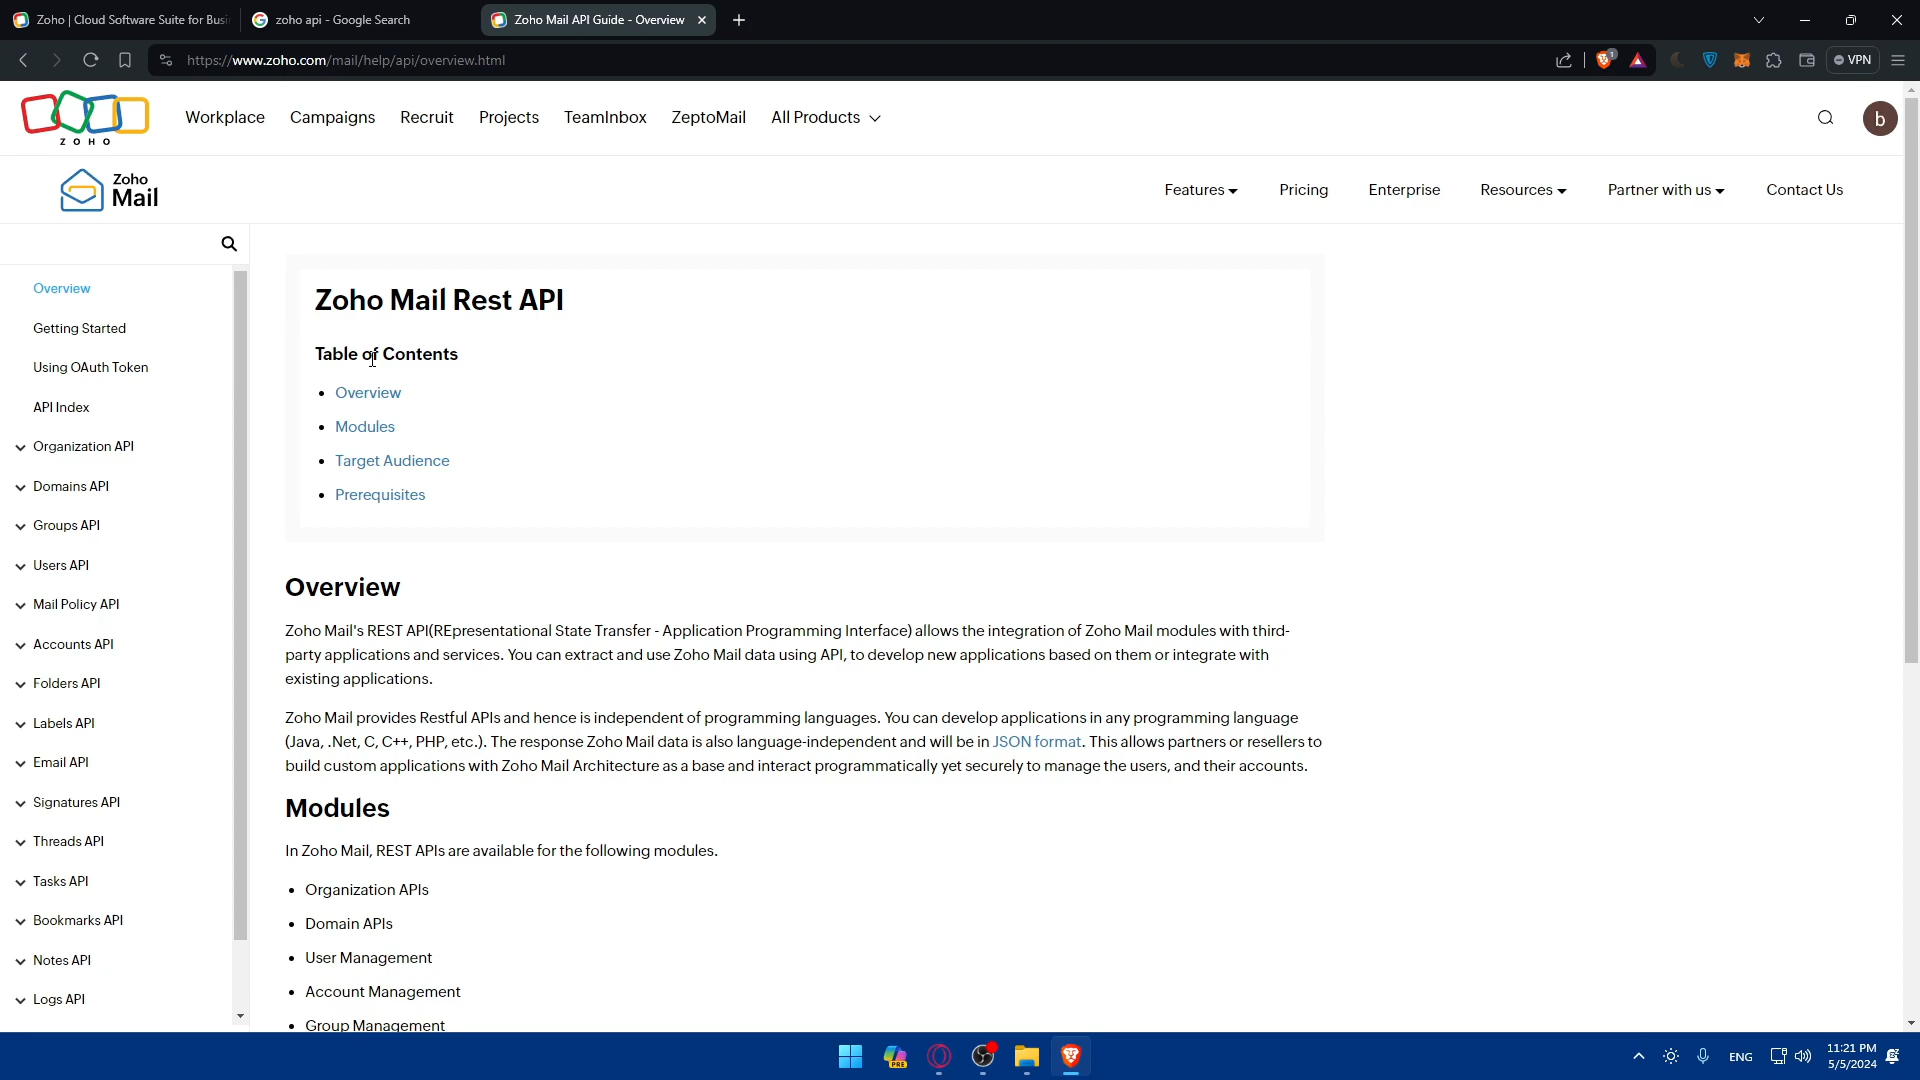 Zoho | Cloud Software Suite for Busi
zoho api - Google Search
Zoho Mail API Guide - Overview
https://www.zoho.com/mail/help/api/overview.html
1
VPN
ZOHO
Workplace
Campaigns
Recruit
Projects
TeamInbox
ZeptoMail
All Products
b
Zoho
Mail
Features
Pricing
Enterprise
Resources
Partner with us
Contact Us
Overview
Getting Started
Using OAuth Token
API Index
Organization API
Domains API
Groups API
Users API
Mail Policy API
Accounts API
Folders API
Labels API
Email API
Signatures API
Threads API
Tasks API
Bookmarks API
Notes API
Logs API
Zoho Mail Rest API
Table of Contents
Overview
Modules
Target Audience
Prerequisites
Overview
Zoho Mail's REST API(REpresentational State Transfer - Application Programming Interface) allows the integration of Zoho Mail modules with third-
party applications and services. You can extract and use Zoho Mail data using API, to develop new applications based on them or integrate with
existing applications.
Zoho Mail provides Restful APIs and hence is independent of programming languages. You can develop applications in any programming language
(Java, .Net, C, C++, PHP, etc.). The response Zoho Mail data is also language-independent and will be in JSON format. This allows partners or resellers to
build custom applications with Zoho Mail Architecture as a base and interact programmatically yet securely to manage the users, and their accounts.
Modules
In Zoho Mail, REST APIs are available for the following modules.
Organization APIs
Domain APIs
User Management
Account Management
Group Management
PRE
ENG
11:21 PM
5/5/2024